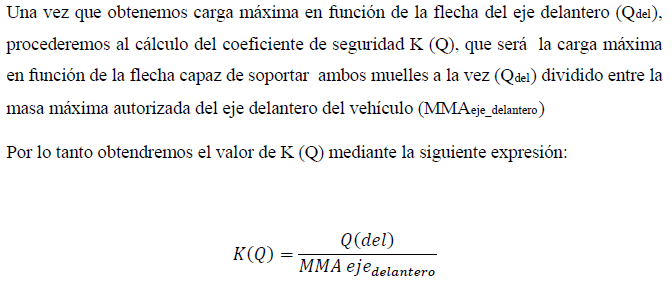 Una vez que obtenemos carga máxima en función de la flecha del eje delantero (Qdel),
procederemos al cálculo del coeficiente de seguridad K (Q), que será la carga máxima
en función de la flecha capaz de soportar ambos muelles a la vez (Qdel) dividido entre la
masa máxima autorizada del eje delantero del vehículo (MMAeje_delantero)
Por lo tanto obtendremos el valor de K (Q) mediante la siguiente expresión:
K(Q) = Q(del) / MMA eje_delantero